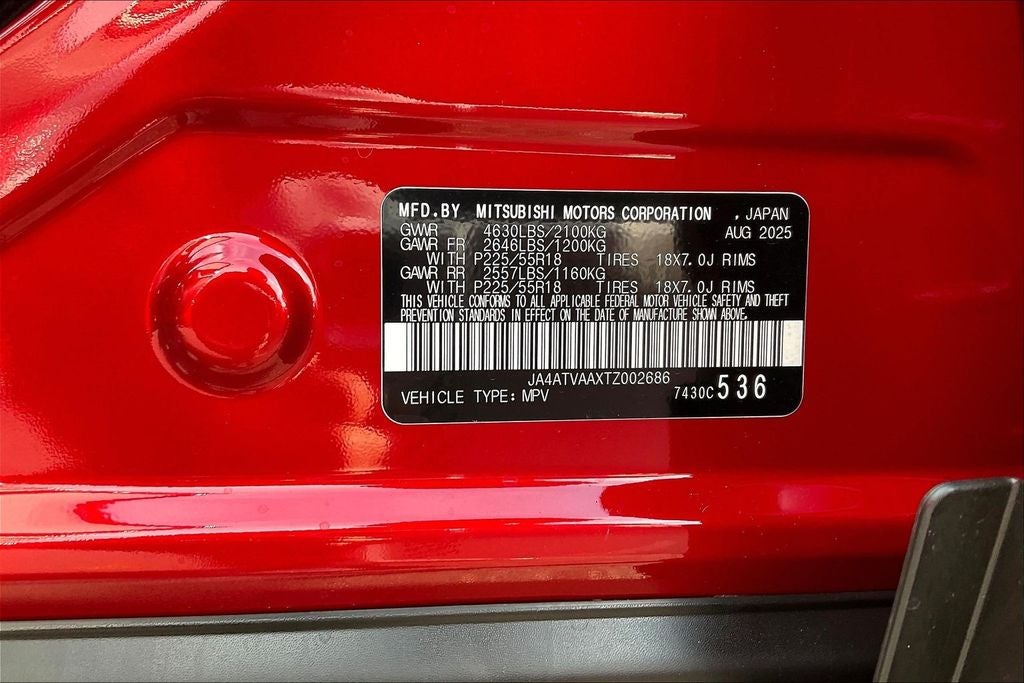 MFD.BY MITSUBISHI MOTORS CORPORATION , JAPAN
GVWR 4630LBS/2100KG AUG 2025
GAWR FR 2646LBS/1200KG
WITH P225/55R18 TIRES 18X7.0J RIMS
GAWR RR 2557LBS/1160KG
WITH P225/55R18 TIRES 18X7.0J RIMS
THIS VEHICLE CONFORMS TO ALL APPLICABLE FEDERAL MOTOR VEHICLE SAFETY AND THEFT
PREVENTION STANDARDS IN EFFECT ON THE DATE OF MANUFACTURE SHOWN ABOVE.
JA4ATVAAXTZ002686
VEHICLE TYPE: MPV 7430C536